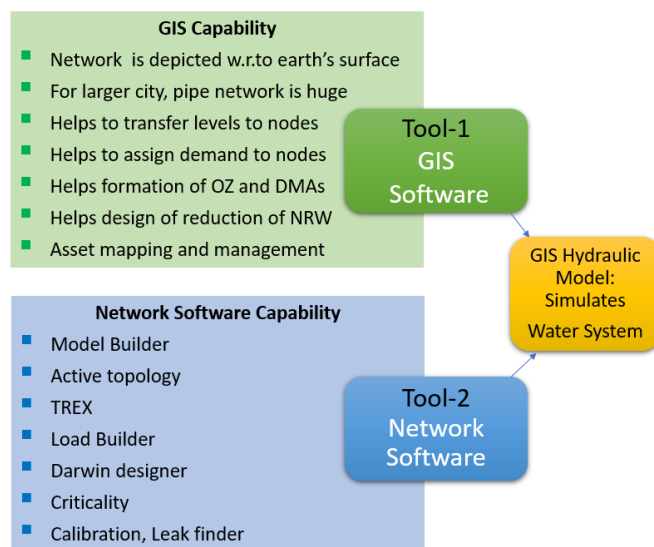 GIS Capability
Network is depicted w.r.to earth's surface
For larger city, pipe network is huge
Helps to transfer levels to nodes
Helps to assign demand to nodes
Helps formation of OZ and DMAs
Helps design of reduction of NRW
Asset mapping and management
Tool-1
GIS
Software
GIS Hydraulic
Model:
Simulates
Water System
Network Software Capability
Model Builder
Active topology
TREX
Load Builder
Darwin designer
Criticality
Calibration, Leak finder
Tool-2
Network
Software